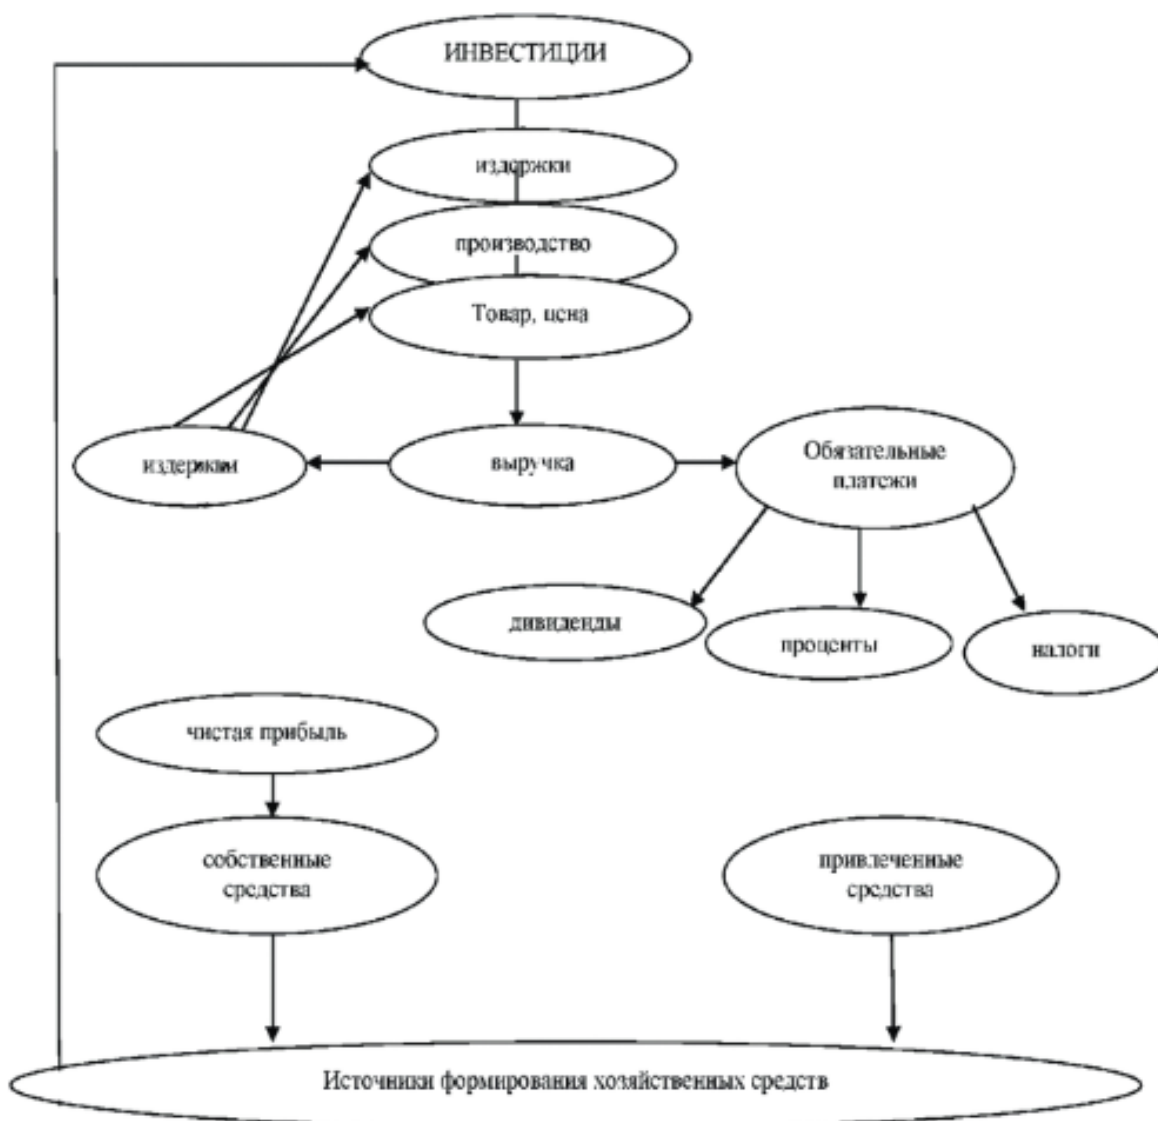 ИНВЕСТИЦИИ
издержки
производство
Товар, цена
издержки
выручка
Обязательные
платежи
дивиденды
проценты
налоги
чистая прибыль
собственные
средства
привлеченные
средства
Источники формирования хозяйственных средств